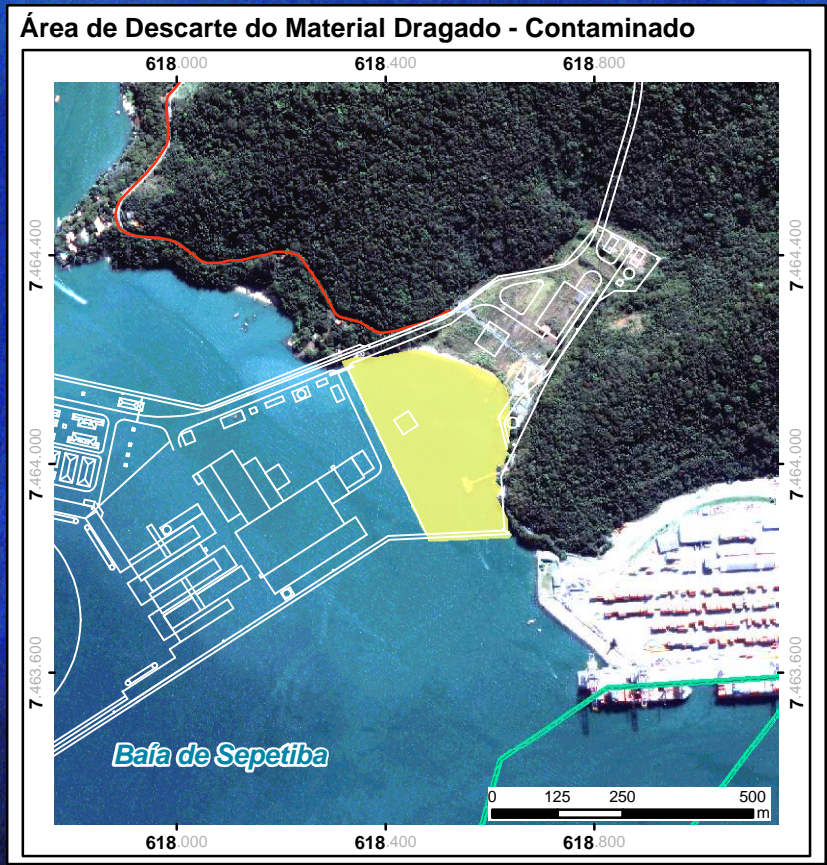 Área de Descarte do Material Dragado - Contaminado
618.000 618.400 618.800
7.464.400 7.464.400
7.464.000 7.464.000
7.463.600 7.463.600
Baía de Sepetiba
0 125 250 500
m
618.000 618.400 618.800